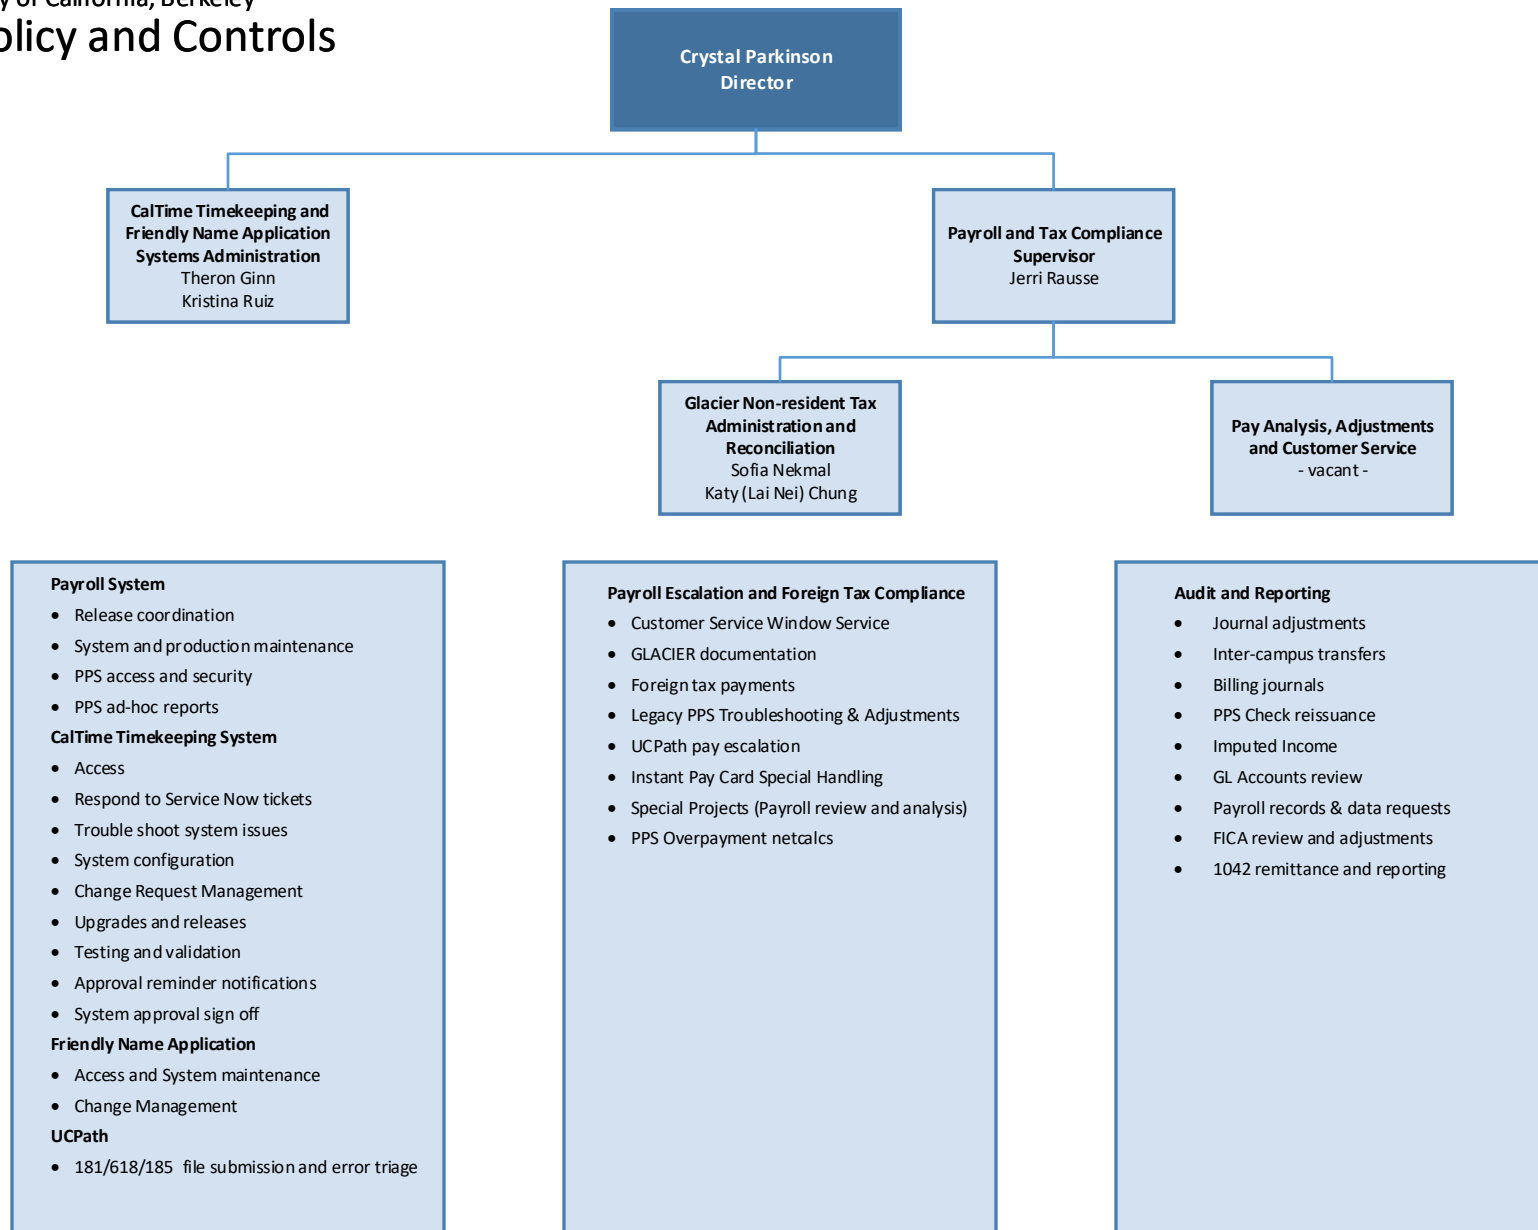 of California, Berkeley
and Controls
Crystal Parkinson
Director
CalTime Timekeeping and
Friendly Name Application
Systems Administration
Theron Ginn
Kristina Ruiz
Payroll and Tax Compliance
Supervisor
Jerri Rausse
Glacier Non-resident Tax
Administration and
Reconciliation
Sofia Nekmal
Katy (Lai Nei) Chung
Pay Analysis, Adjustments
and Customer Service
- vacant -
Payroll System
• Release coordination
• System and production maintenance
• PPS access and security
• PPS ad-hoc reports
CalTime Timekeeping System
• Access
• Respond to Service Now tickets
• Trouble shoot system issues
• System configuration
• Change Request Management
• Upgrades and releases
• Testing and validation
• Approval reminder notifications
• System approval sign off
Friendly Name Application
• Access and System maintenance
• Change Management
UCPath
• 181/618/185 file submission and error triage
Payroll Escalation and Foreign Tax Compliance
• Customer Service Window Service
• GLACIER documentation
• Foreign tax payments
• Legacy PPS Troubleshooting & Adjustments
• UCPath pay escalation
• Instant Pay Card Special Handling
• Special Projects (Payroll review and analysis)
• PPS Overpayment netcalcs
Audit and Reporting
• Journal adjustments
• Inter-campus transfers
• Billing journals
• PPS Check reissuance
• Imputed Income
• GL Accounts review
• Payroll records & data requests
• FICA review and adjustments
• 1042 remittance and reporting